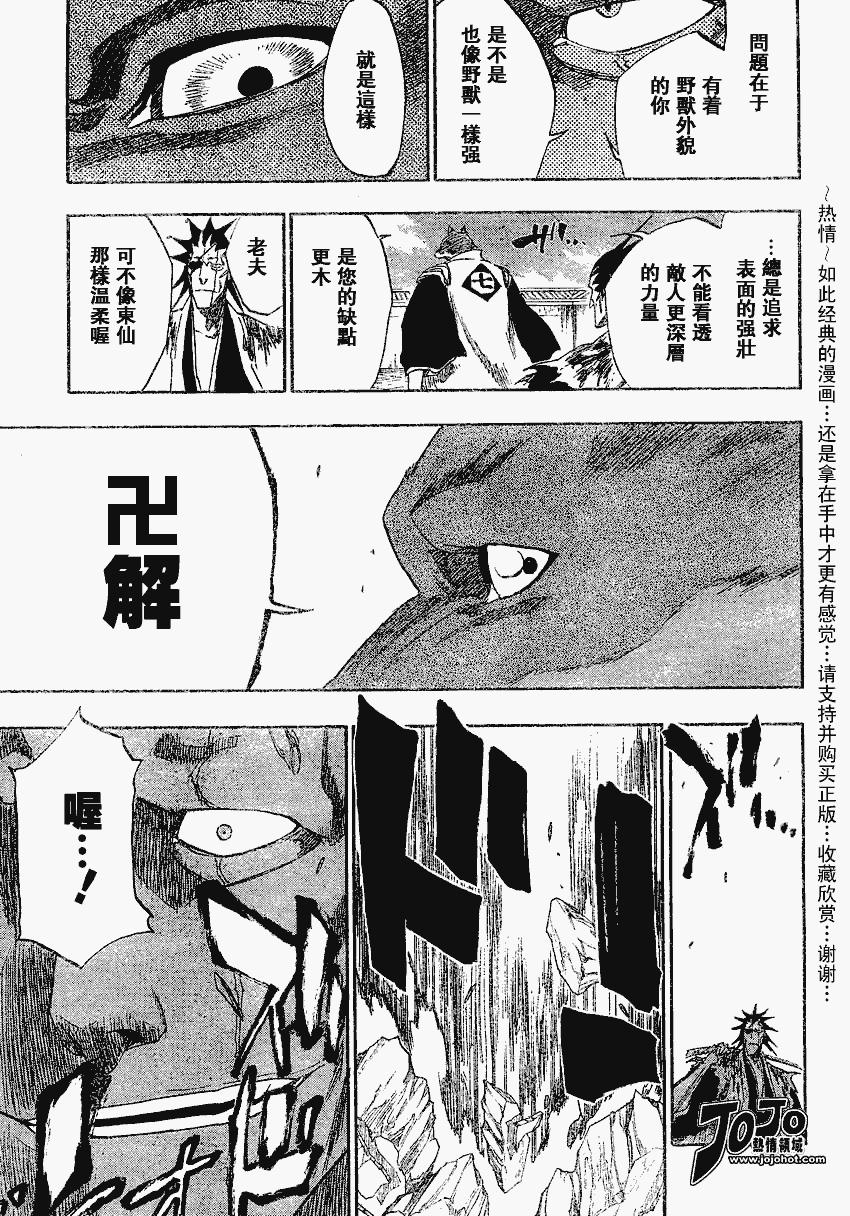 問題在于
有着
野獸外貌
的你
是不是
也像野獸一樣强
就是這樣
…總是追求
表面的强壯
不能看透
敵人更深層
的力量
是您的缺點
更木
七
老夫
可不像東仙
那樣溫柔喔
卍解
喔…!
～热情～如此经典的漫画…还是拿在手中才更有感觉…请支持并购买正版…收藏欣赏…谢谢…
JOJO
熱情領域
www.jojohot.com